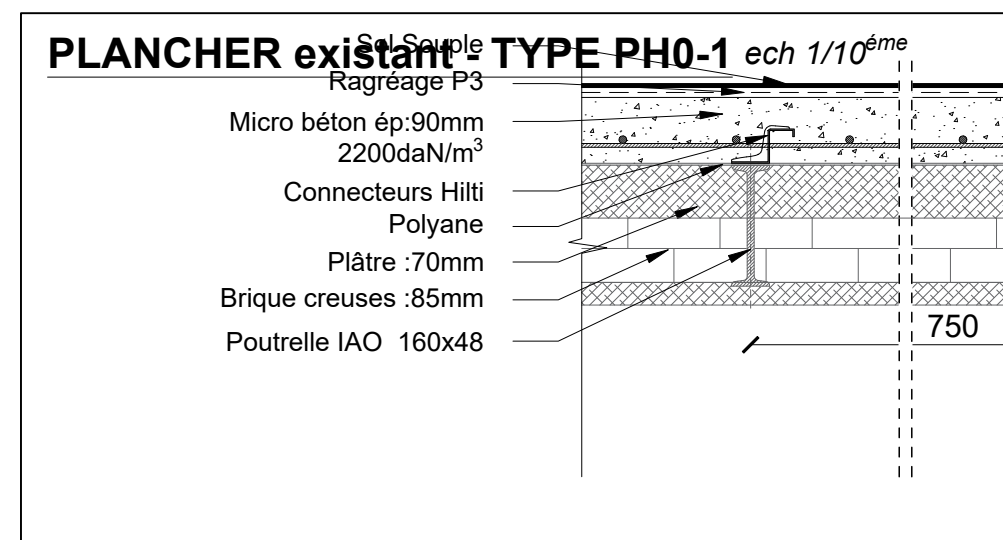 PLANCHER existant - TYPE PH0-1 ech 1/10éme
Sol Souple
Ragréage P3
Micro béton ép:90mm
2200daN/m3
Connecteurs Hilti
Polyane
Plâtre :70mm
Brique creuses :85mm
Poutrelle IAO 160x48
750